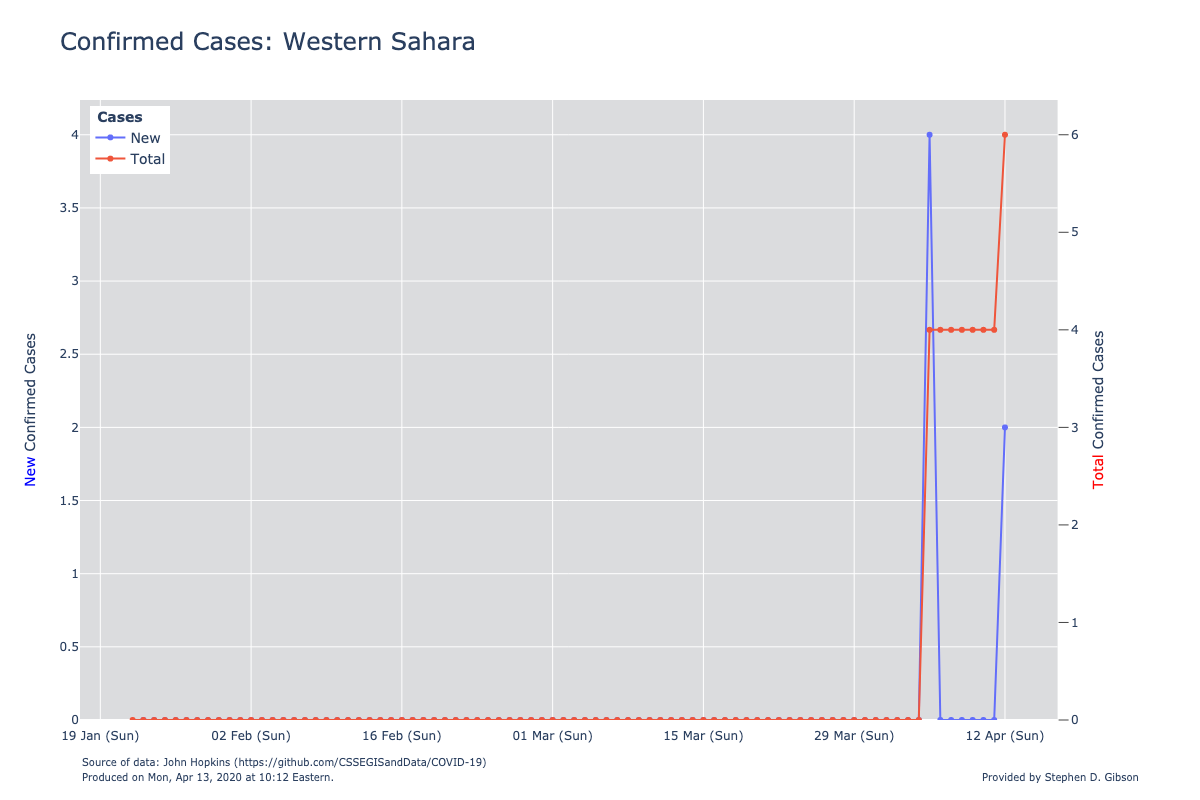 Confirmed Cases: Western Sahara
Cases
New
Total
4
3.5
3
2.5
2
1.5
1
0.5
0
New Confirmed Cases
6
5
4
3
2
1
0
Total Confirmed Cases
19 Jan (Sun)
02 Feb (Sun)
16 Feb (Sun)
01 Mar (Sun)
15 Mar (Sun)
29 Mar (Sun)
12 Apr (Sun)
Source of data: John Hopkins (https://github.com/CSSEGISandData/COVID-19)
Produced on Mon, Apr 13, 2020 at 10:12 Eastern.
Provided by Stephen D. Gibson